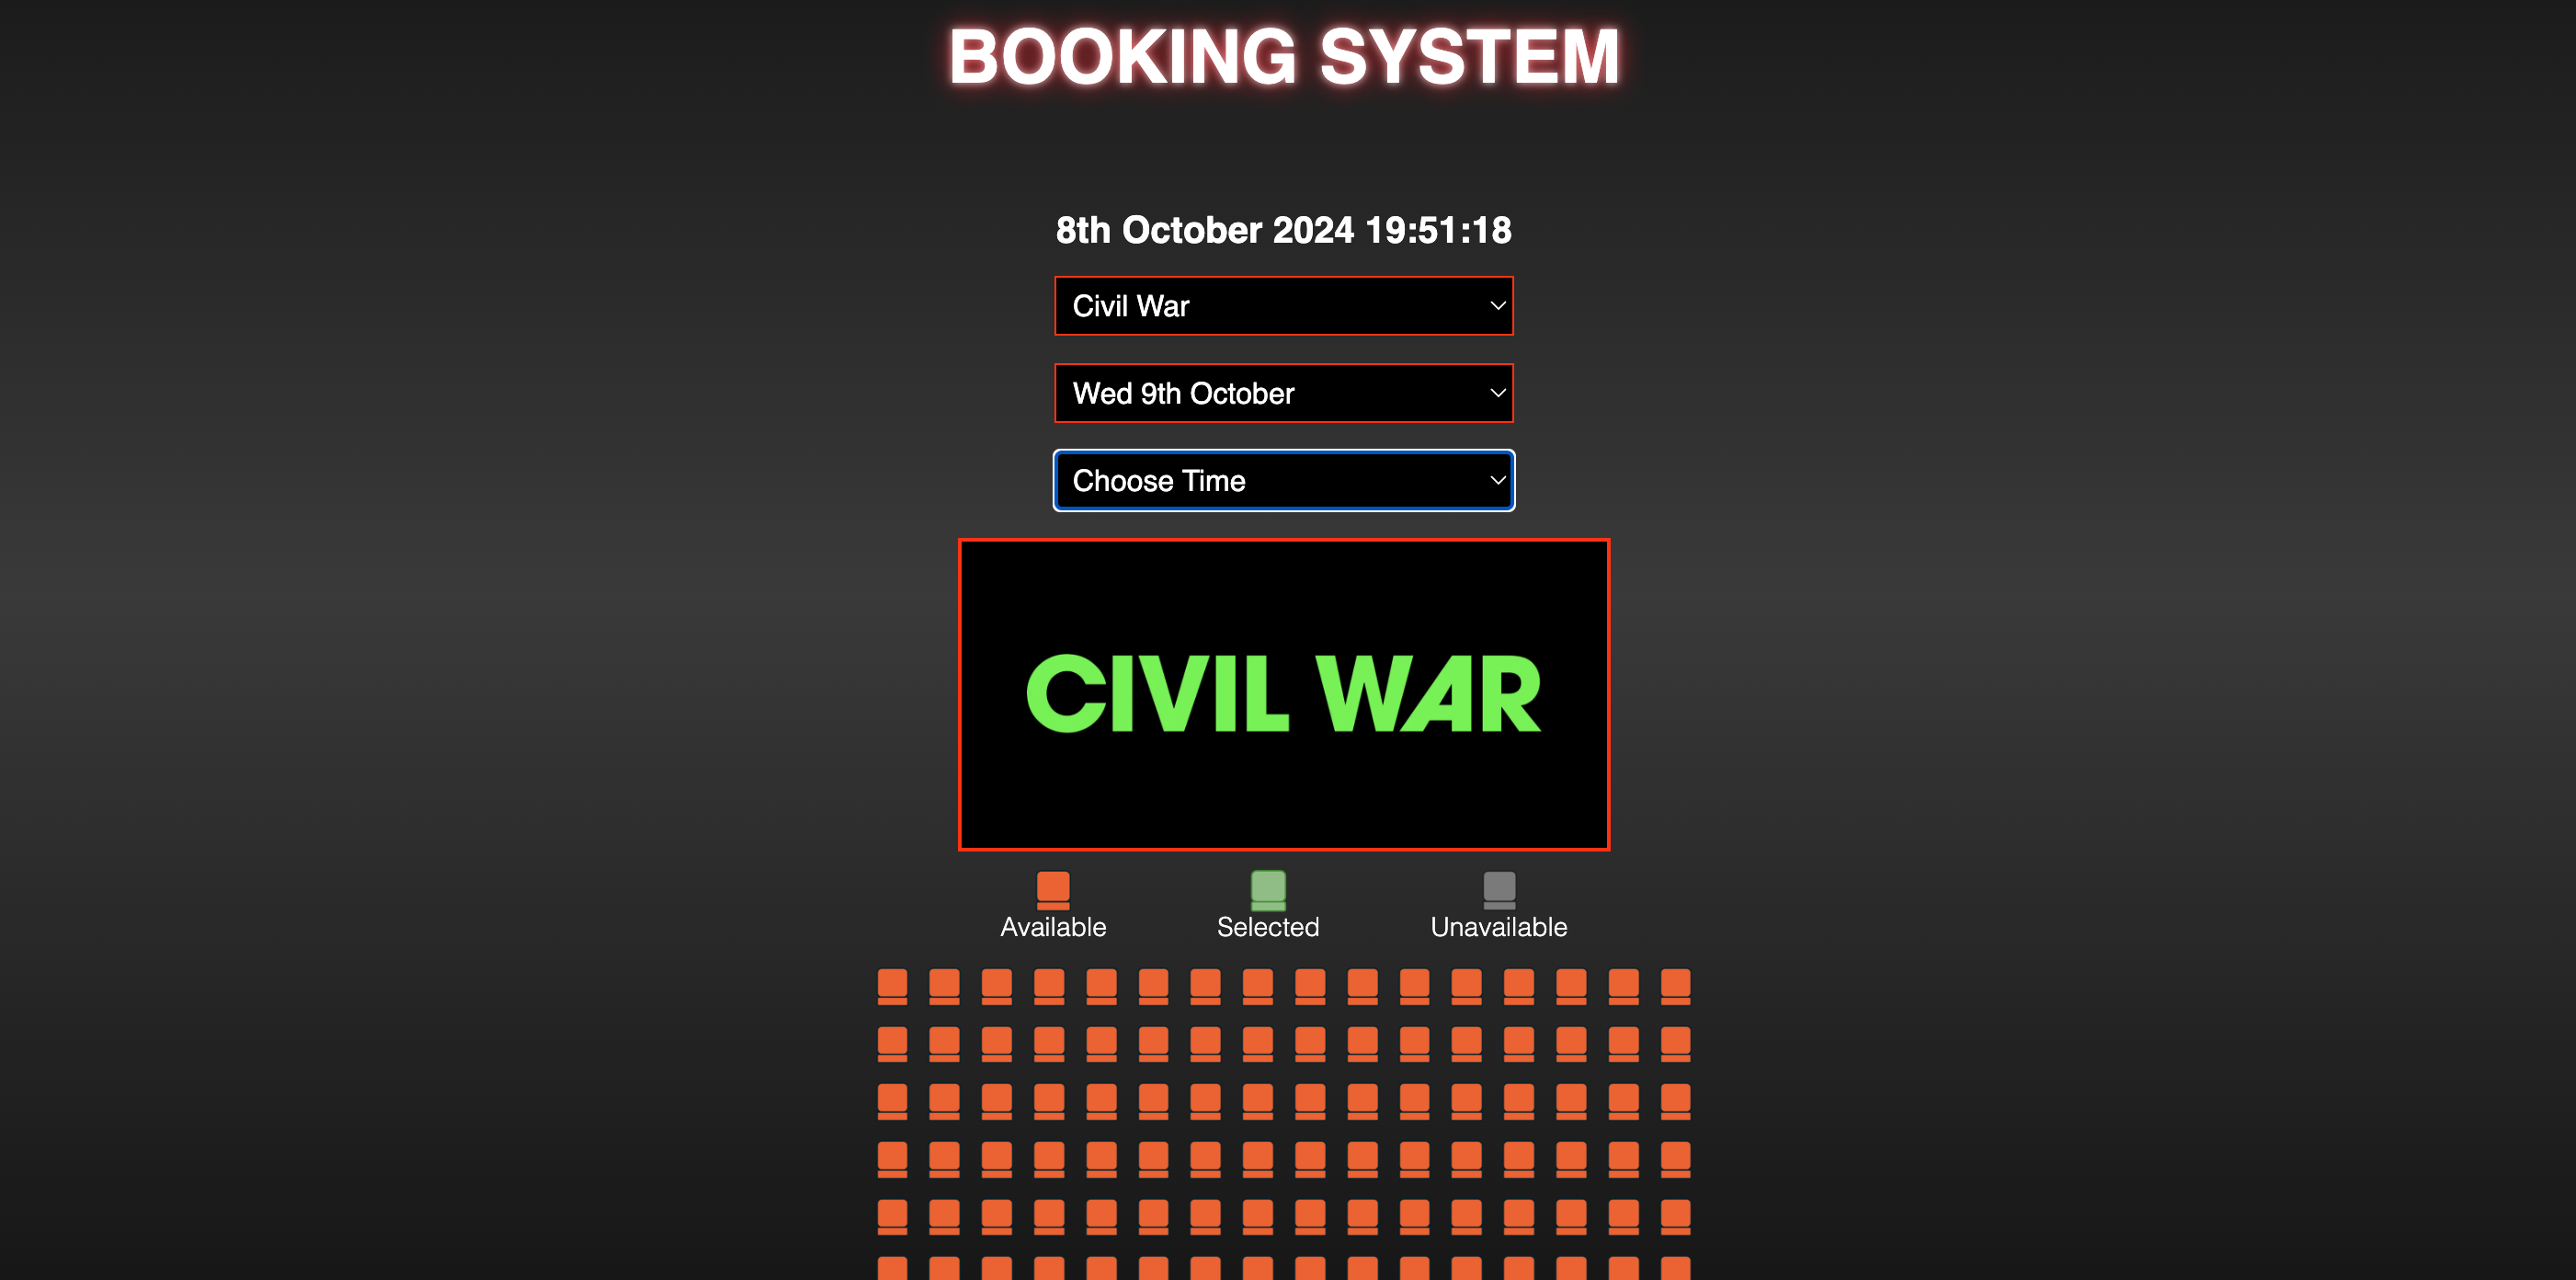 BOOKING SYSTEM
8th October 2024 19:51:18
Civil War
Wed 9th October
Choose Time
CIVIL WAR
Available Selected Unavailable